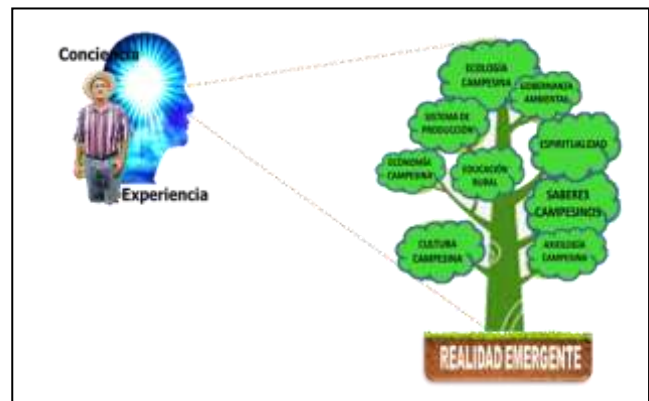 Conciencia
Experiencia
ECOLOGÍA
CAMPESINA
GOBERNANZA
AMBIENTAL
SISTEMA DE
PRODUCCIÓN
ESPIRITUALIDAD
ECONOMÍA
CAMPESINA
EDUCACIÓN
RURAL
SABERES
CAMPESINOS
CULTURA
CAMPESINA
AXIOLOGÍA
CAMPESINA
REALIDAD EMERGENTE